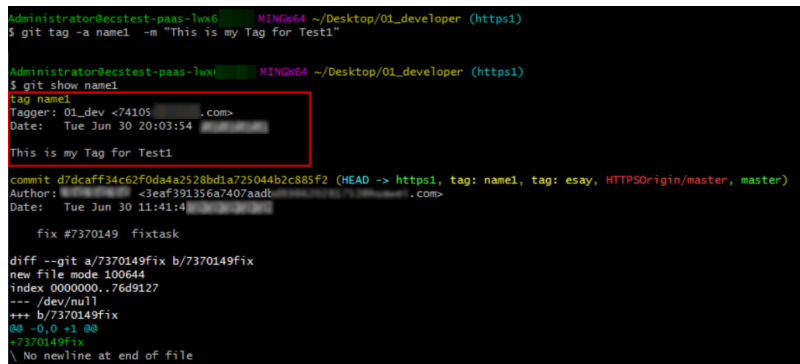 Administrator@ecstest-paas-lwx6 MINGW64 ~/Desktop/01_developer (https1)
$ git tag -a name1  -m "This is my Tag for Test1"
Administrator@ecstest-paas-lwx MINGW64 ~/Desktop/01_developer (https1)
$ git show name1
tag name1
Tagger: 01_dev <74105 .com>
Date:   Tue Jun 30 20:03:54
This is my Tag for Test1
commit d7dcaff34c62f0da4a2528bd1a725044b2c885f2 (HEAD -> https1, tag: name1, tag: esay, HTTPSOrigin/master, master)
Author: <3eaf391356a7407aadb .com>
Date:   Tue Jun 30 11:41:4
fix #7370149  fixtask
diff --git a/7370149fix b/7370149fix
new file mode 100644
index 0000000..76d9127
--- /dev/null
+++ b/7370149fix
@@ -0,0 +1 @@
+7370149fix
\ No newline at end of file